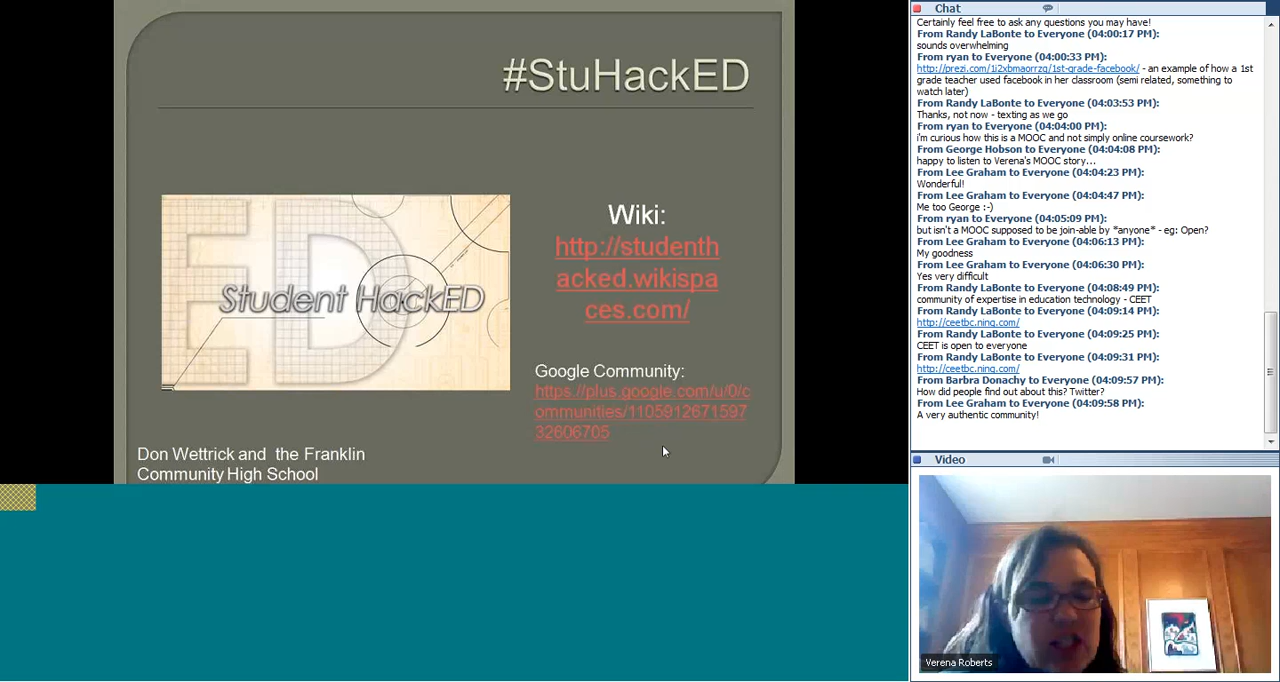 #StuHackED
ED
Student HackED
Wiki:
http://studenth
acked.wikispa
ces.com/
Google Community:
https://plus.google.com/u/0/c
ommunities/1105912671597
32606705
Don Wettrick and the Franklin
Community High School
Chat
Certainly feel free to ask any questions you may have!
From Randy LaBonte to Everyone (04:00:17 PM):
sounds overwhelming
From ryan to Everyone (04:00:33 PM):
http://prezi.com/1i2xbmaorrzq/1st-grade-facebook/ - an example of how a 1st
grade teacher used facebook in her classroom (semi related, something to
watch later)
From Randy LaBonte to Everyone (04:03:53 PM):
Thanks, not now - texting as we go
From ryan to Everyone (04:04:00 PM):
i'm curious how this is a MOOC and not simply online coursework?
From George Hobson to Everyone (04:04:08 PM):
happy to listen to Verena's MOOC story...
From Lee Graham to Everyone (04:04:23 PM):
Wonderful!
From Lee Graham to Everyone (04:04:47 PM):
Me too George :-)
From ryan to Everyone (04:05:09 PM):
but isn't a MOOC supposed to be join-able by *anyone* - eg: Open?
From Lee Graham to Everyone (04:06:13 PM):
My goodness
From Lee Graham to Everyone (04:06:30 PM):
Yes very difficult
From Randy LaBonte to Everyone (04:08:49 PM):
community of expertise in education technology - CEET
From Randy LaBonte to Everyone (04:09:14 PM):
http://ceetbc.ning.com/
From Randy LaBonte to Everyone (04:09:25 PM):
CEET is open to everyone
From Randy LaBonte to Everyone (04:09:31 PM):
http://ceetbc.ning.com/
From Barbra Donachy to Everyone (04:09:57 PM):
How did people find out about this? Twitter?
From Lee Graham to Everyone (04:09:58 PM):
A very authentic community!
Video
Verena Roberts